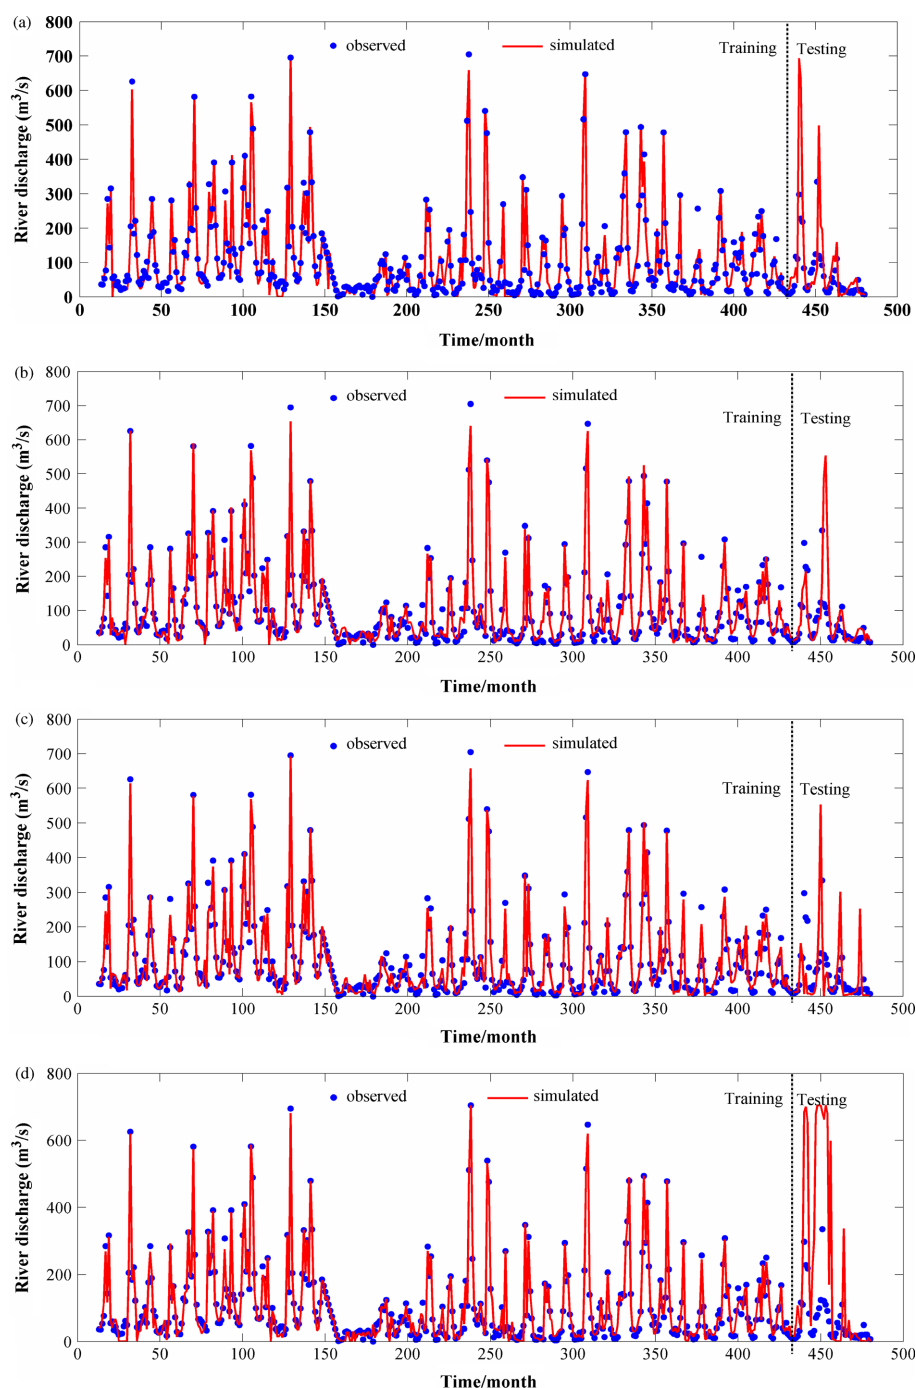 (a)
800
700
600
500
400
300
200
100
0
River discharge (m³/s)
observed
simulated
Training
Testing
0 50 100 150 200 250 300 350 400 450 500
Time/month
(b)
800
700
600
500
400
300
200
100
0
River discharge (m³/s)
observed
simulated
Training
Testing
0 50 100 150 200 250 300 350 400 450 500
Time/month
(c)
800
700
600
500
400
300
200
100
0
River discharge (m³/s)
observed
simulated
Training
Testing
0 50 100 150 200 250 300 350 400 450 500
Time/month
(d)
800
600
400
200
0
River discharge (m³/s)
observed
simulated
Training
Testing
0 50 100 150 200 250 300 350 400 450 500
Time/month